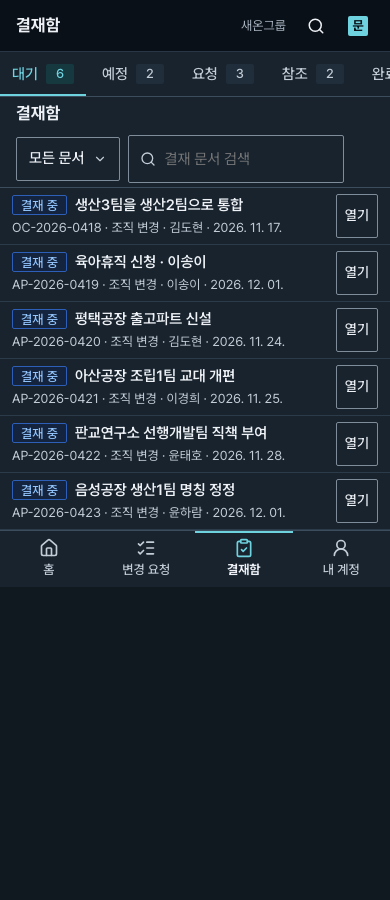 결재함 새온그룹 문
대기 6 예정 2 요청 3 참조 2 완
결재함
모든 문서 결재 문서 검색
결재 중 생산3팀을 생산2팀으로 통합
OC-2026-0418 · 조직 변경 · 김도현 · 2026. 11. 17.
열기
결재 중 육아휴직 신청 · 이송이
AP-2026-0419 · 조직 변경 · 이송이 · 2026. 12. 01.
열기
결재 중 평택공장 출고파트 신설
AP-2026-0420 · 조직 변경 · 김도현 · 2026. 11. 24.
열기
결재 중 아산공장 조립1팀 교대 개편
AP-2026-0421 · 조직 변경 · 이경희 · 2026. 11. 25.
열기
결재 중 판교연구소 선행개발팀 직책 부여
AP-2026-0422 · 조직 변경 · 윤태호 · 2026. 11. 28.
열기
결재 중 음성공장 생산1팀 명칭 정정
AP-2026-0423 · 조직 변경 · 윤하람 · 2026. 12. 01.
열기
홈 변경 요청 결재함 내 계정